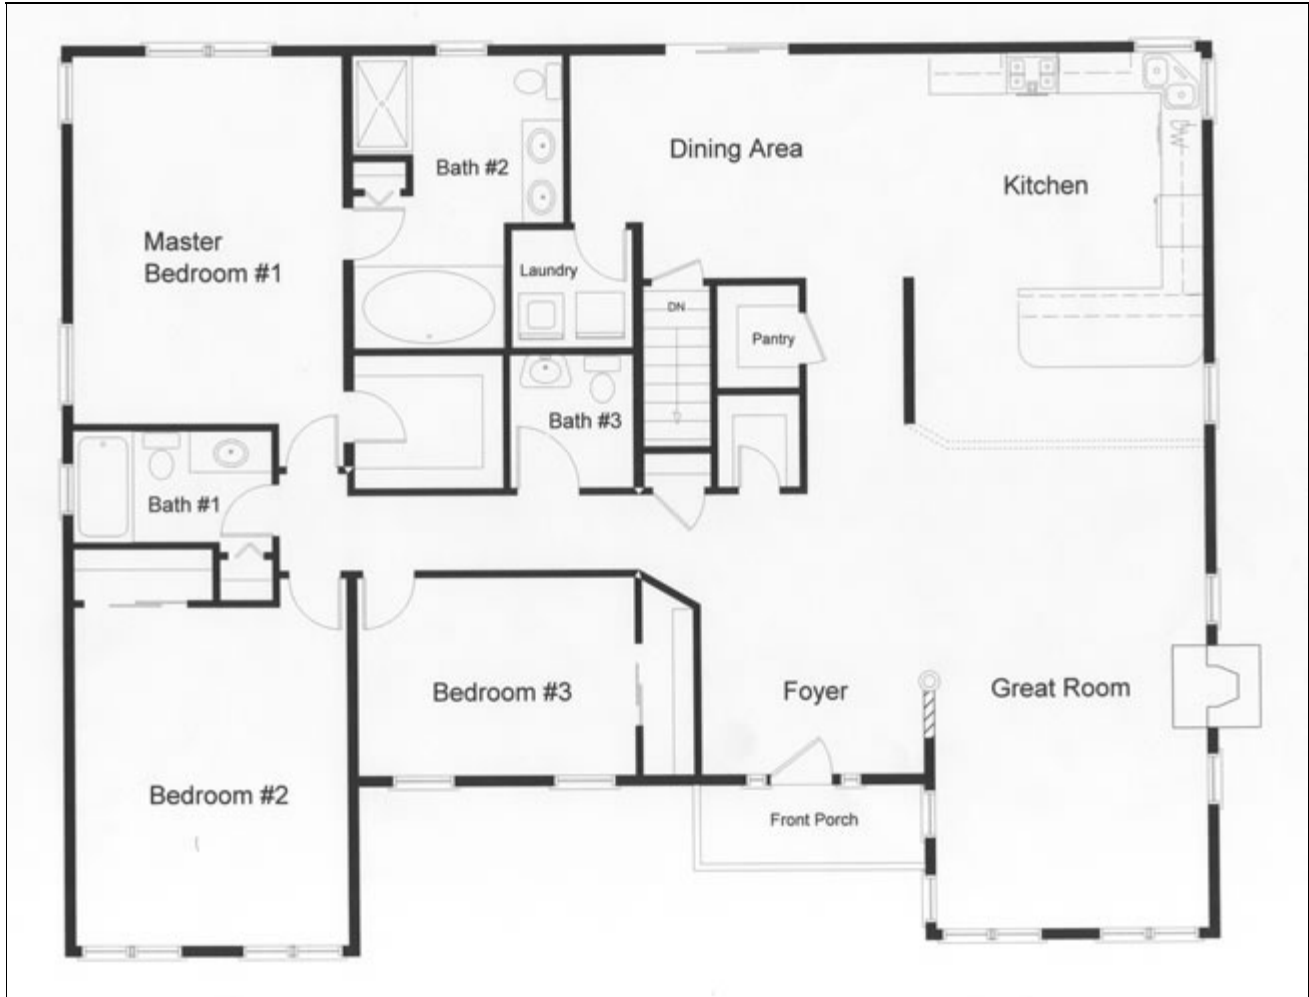 Bath #2
Dining Area
Kitchen
Master
Bedroom #1
Laundry
DN
Pantry
Bath #3
Bath #1
Bedroom #3
Foyer
Great Room
Bedroom #2
Front Porch